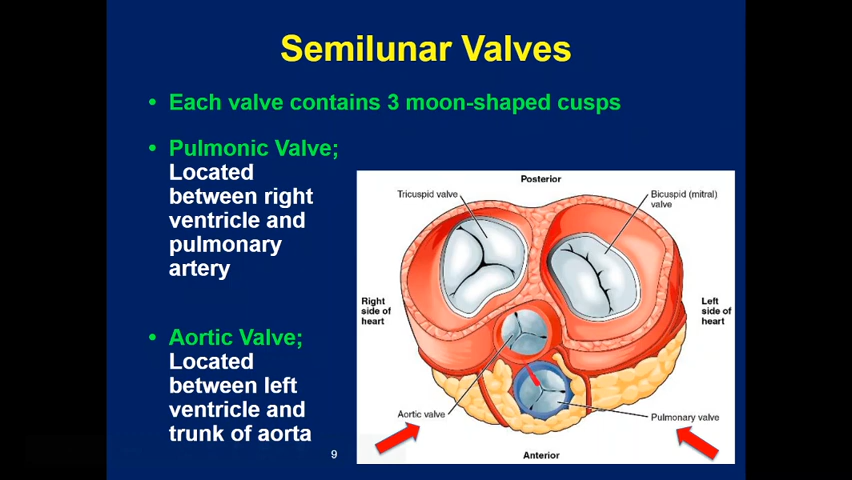 Semilunar Valves
• Each valve contains 3 moon-shaped cusps
• Pulmonic Valve;
Located
between right
ventricle and
pulmonary
artery
• Aortic Valve;
Located
between left
ventricle and
trunk of aorta
9
Posterior
Tricuspid valve
Bicuspid (mitral)
valve
Right
side of
heart
Left
side of
heart
Aortic valve
Pulmonary valve
Anterior